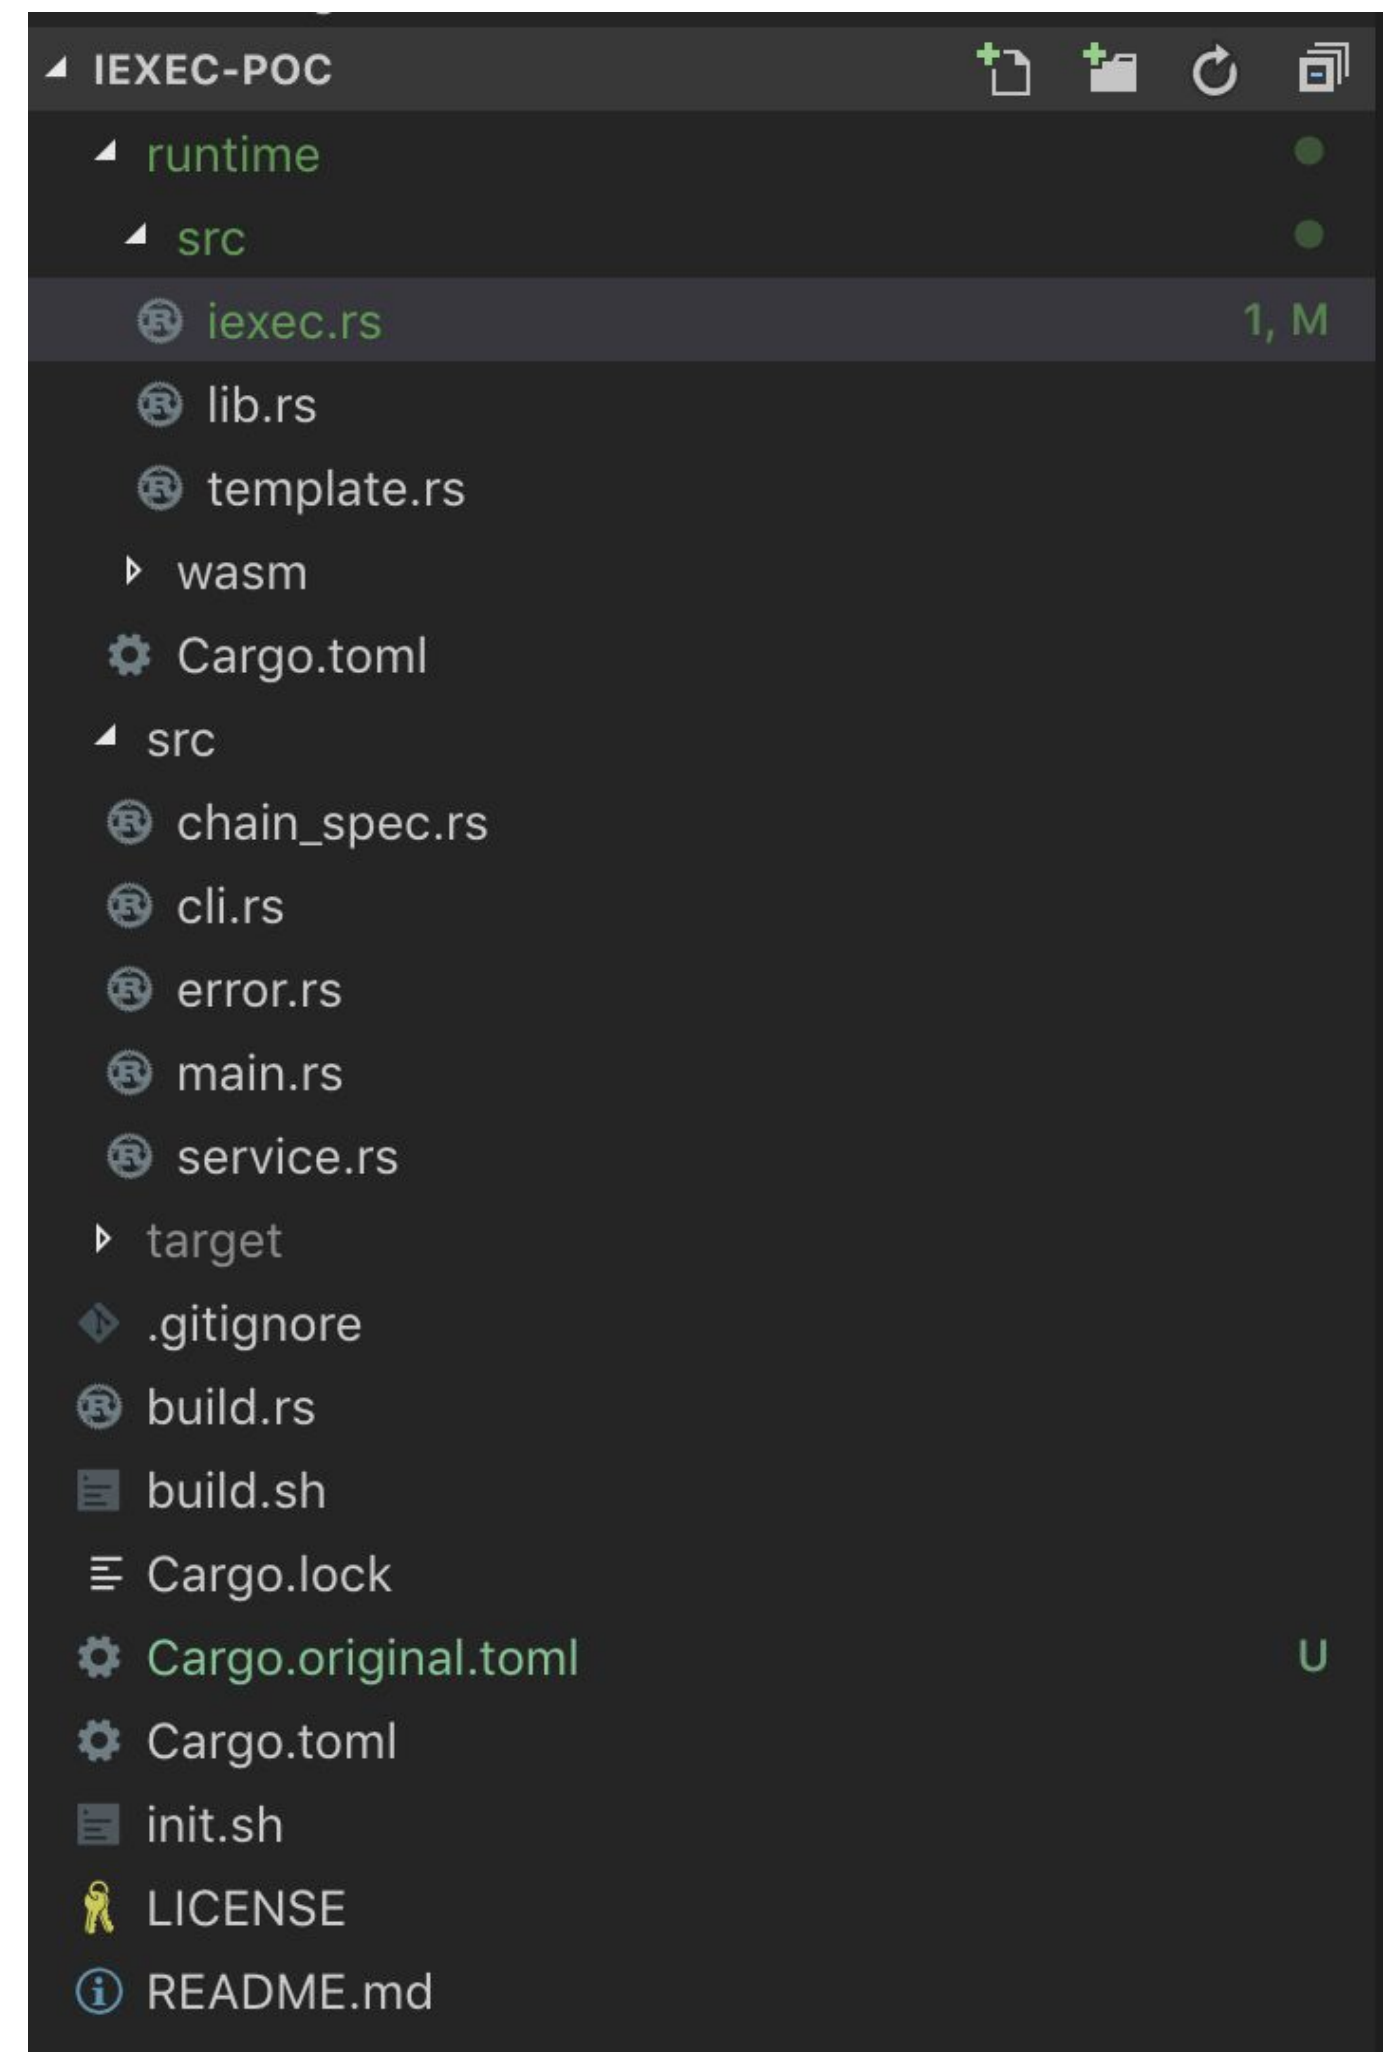 IEXEC-POC
runtime
src
iexec.rs 1, M
lib.rs
template.rs
wasm
Cargo.toml
src
chain_spec.rs
cli.rs
error.rs
main.rs
service.rs
target
.gitignore
build.rs
build.sh
Cargo.lock
Cargo.original.toml U
Cargo.toml
init.sh
LICENSE
README.md